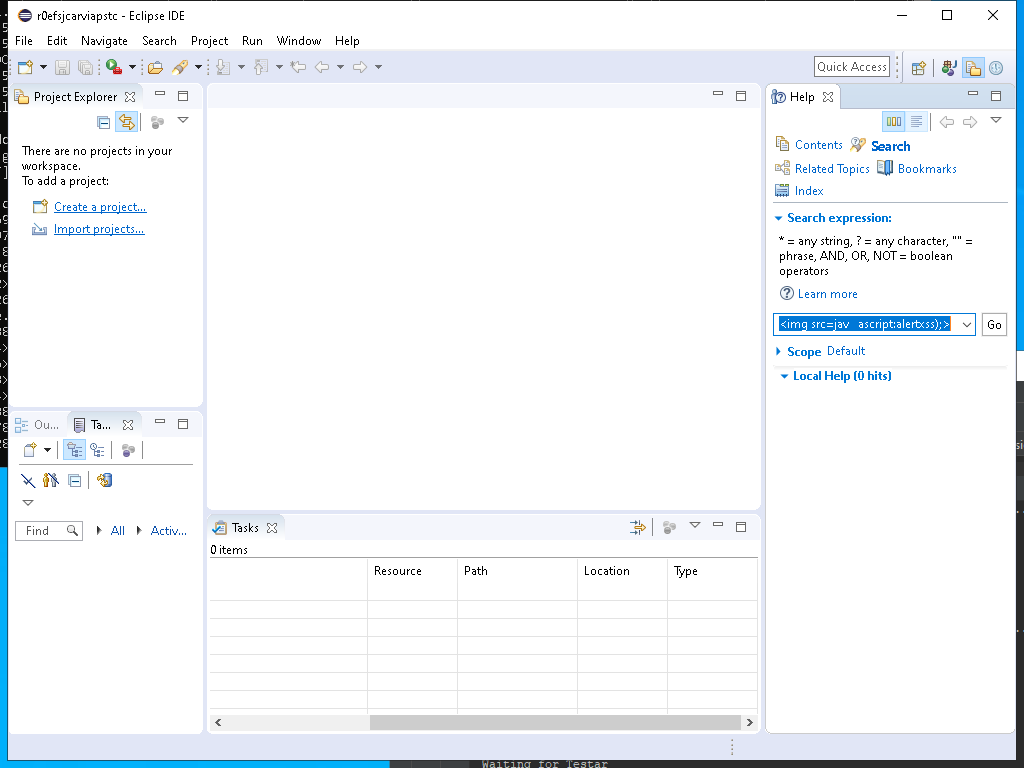 r0efsjcarviapstc - Eclipse IDE
File Edit Navigate Search Project Run Window Help
Quick Access
Project Explorer
There are no projects in your
workspace.
To add a project:
Create a project...
Import projects...
Ou...
Ta...
Find
All
Activ...
Tasks
0 items
Resource Path Location Type
Help
Contents
Search
Related Topics
Bookmarks
Index
Search expression:
* = any string, ? = any character, "" =
phrase, AND, OR, NOT = boolean
operators
Learn more
<img src=jav ascript:alertxss);>
Go
Scope Default
Local Help (0 hits)
Waiting for Testar